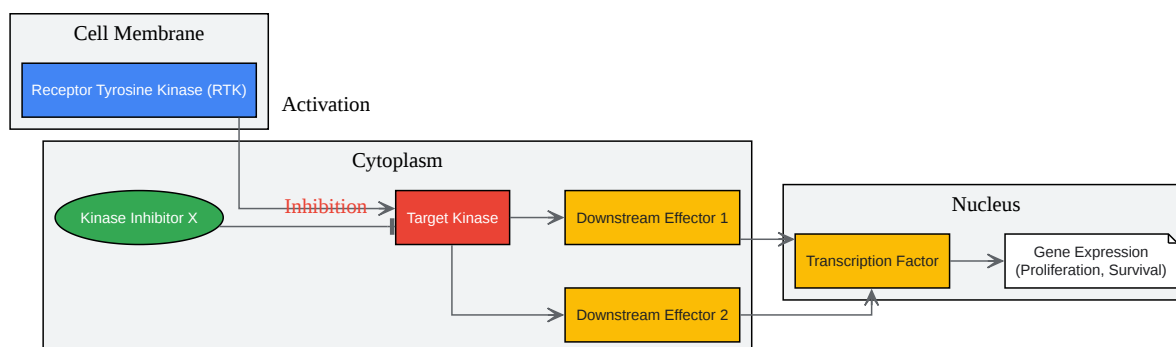 Cell Membrane
Receptor Tyrosine Kinase (RTK)
Activation
Cytoplasm
Kinase Inhibitor X
Inhibition
Target Kinase
Downstream Effector 1
Downstream Effector 2
Nucleus
Transcription Factor
Gene Expression
(Proliferation, Survival)